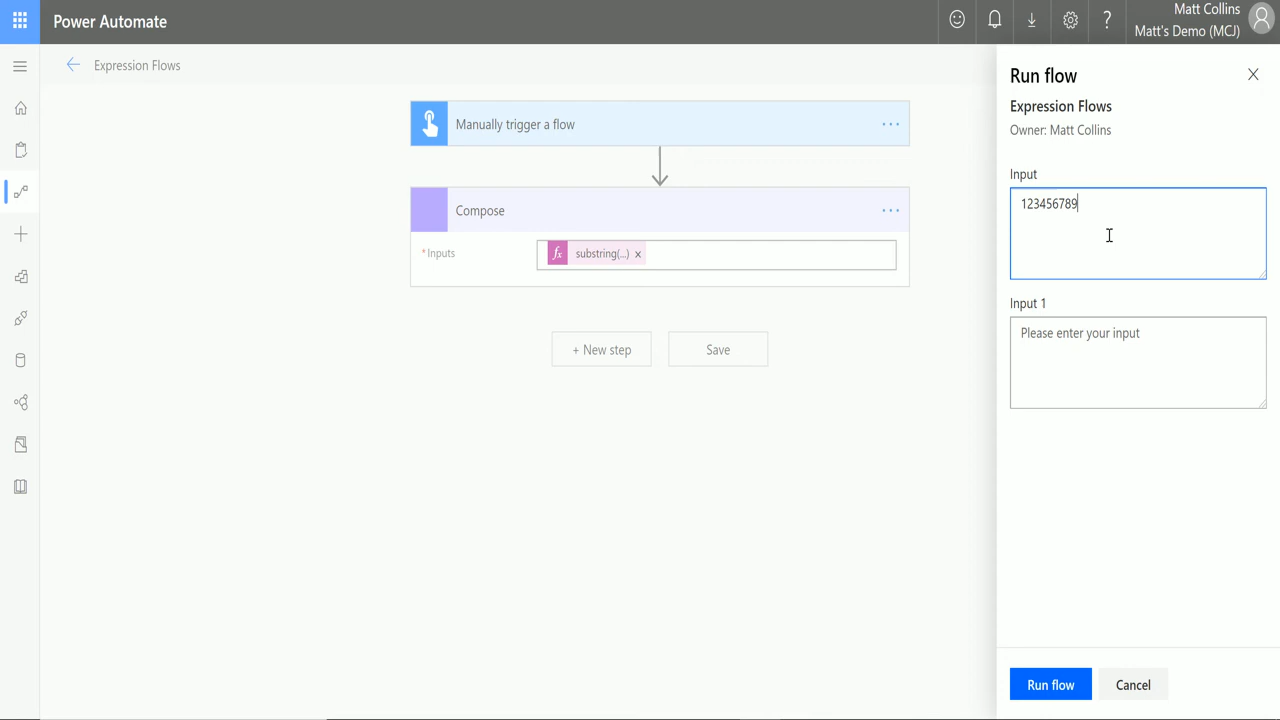 Power Automate
Matt Collins
Matt's Demo (MCJ)
Expression Flows
Manually trigger a flow
Compose
* Inputs
fx substring(...) ×
+ New step
Save
Run flow
Expression Flows
Owner: Matt Collins
Input
123456789
Input 1
Please enter your input
Run flow
Cancel